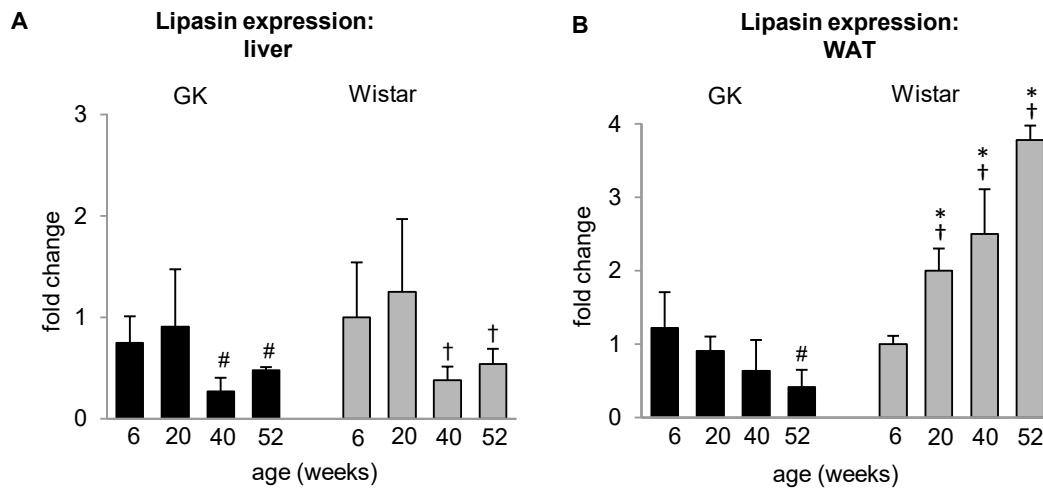 A
Lipasin expression:
liver
GK
Wistar
3
2
1
0
fold change
#
#
†
†
6 20 40 52
6 20 40 52
age (weeks)
B
Lipasin expression:
WAT
GK
Wistar
4
3
2
1
0
fold change
#
*
†
*
†
*
†
6 20 40 52
6 20 40 52
age (weeks)